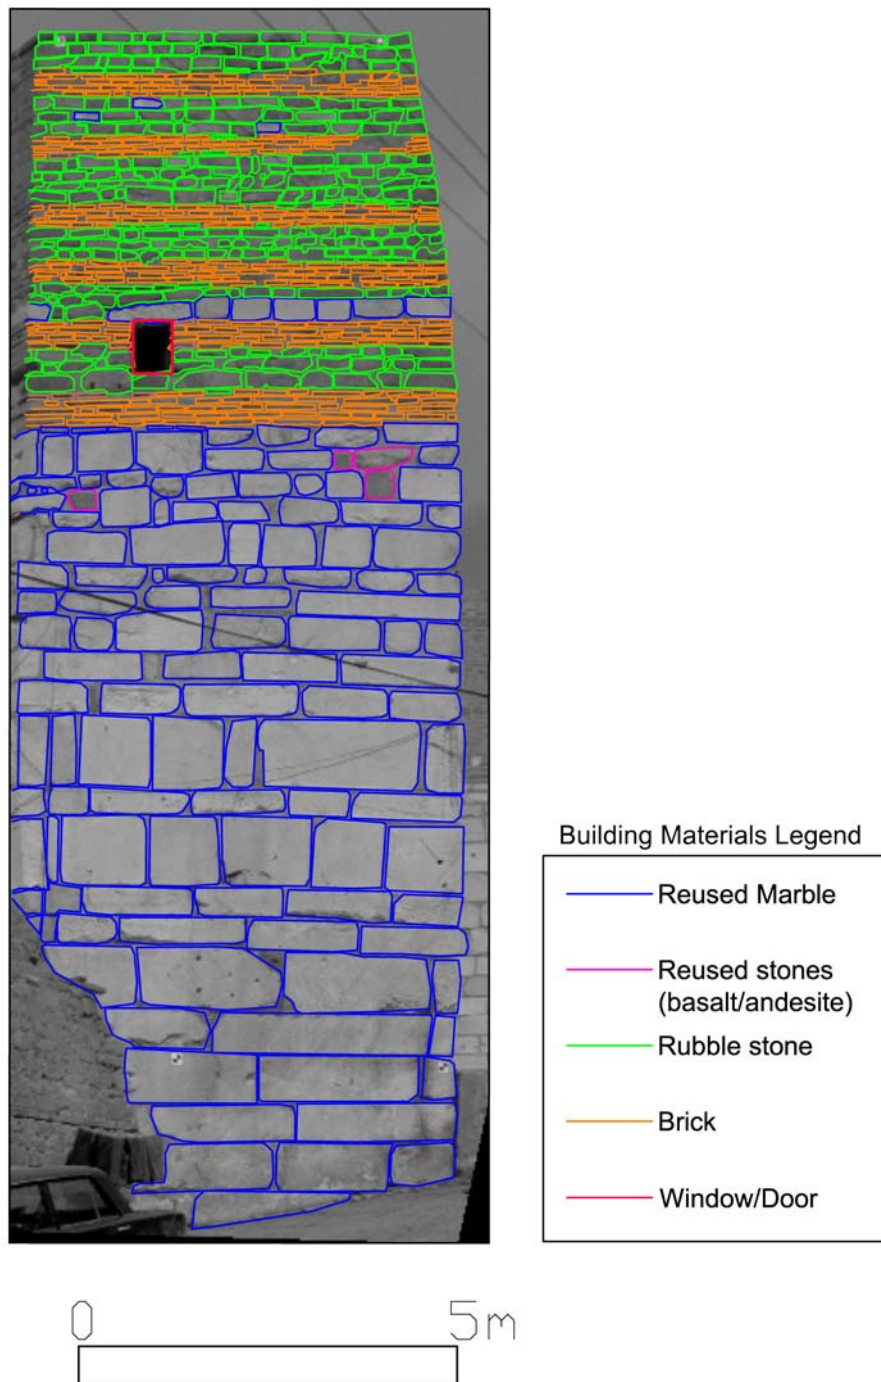 Building Materials Legend
Reused Marble
Reused stones
(basalt/andesite)
Rubble stone
Brick
Window/Door
0 5m